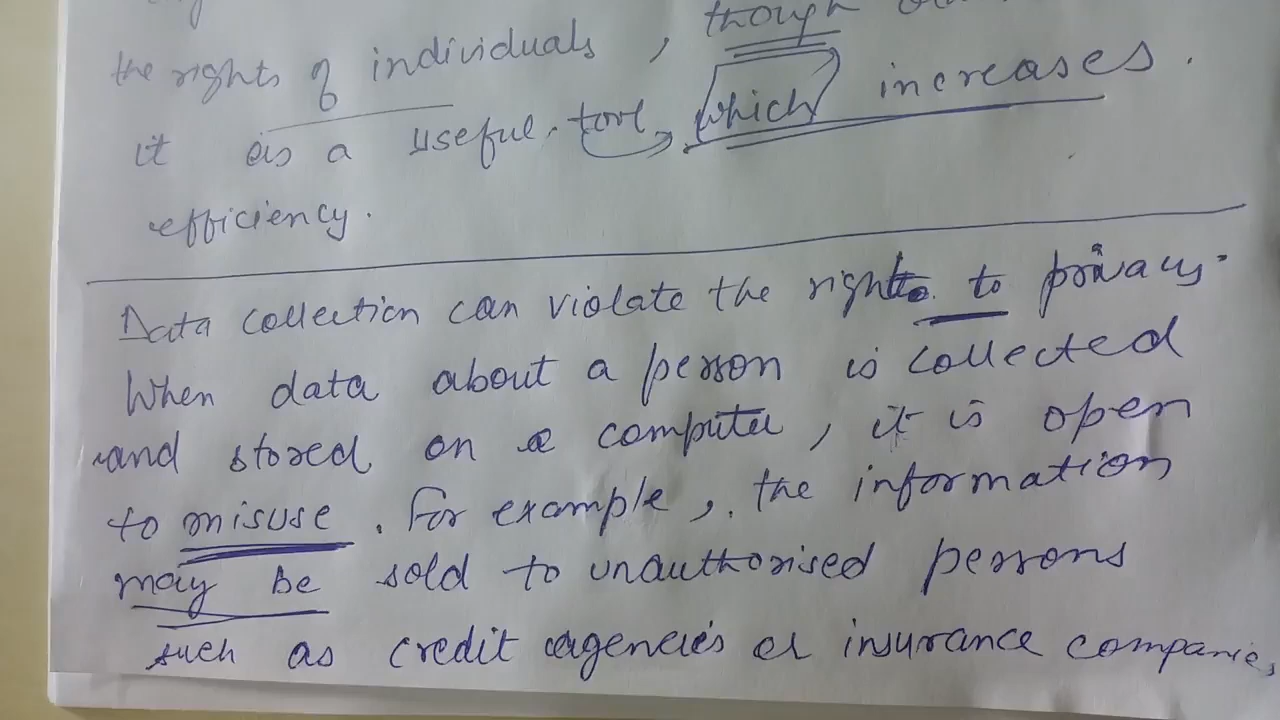 the rights of individuals, though
it is a useful tool, which increases.
efficiency.
Data collection can violate the right to privacy.
When data about a person is collected
and stored on a computer, it is open
to misuse. For example, the information
may be sold to unauthorised persons
such as credit agencies or insurance companies